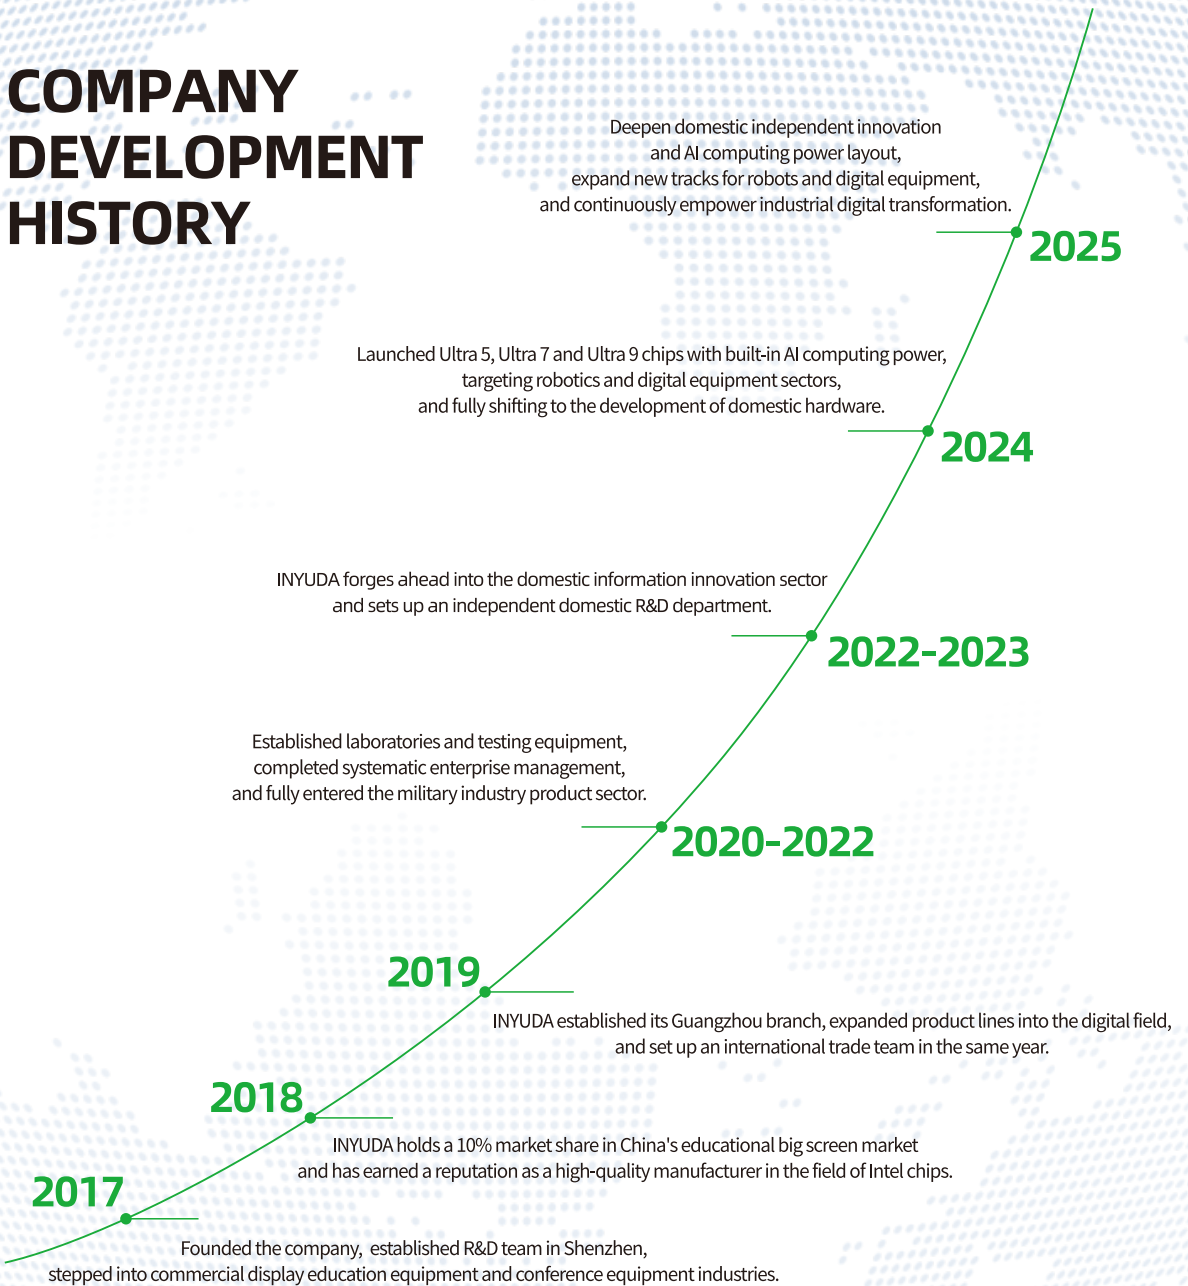 COMPANY
DEVELOPMENT
HISTORY
Deepen domestic independent innovation
and AI computing power layout,
expand new tracks for robots and digital equipment,
and continuously empower industrial digital transformation.
2025
Launched Ultra 5, Ultra 7 and Ultra 9 chips with built-in AI computing power,
targeting robotics and digital equipment sectors,
and fully shifting to the development of domestic hardware.
2024
INYUDA forges ahead into the domestic information innovation sector
and sets up an independent domestic R&D department.
2022-2023
Established laboratories and testing equipment,
completed systematic enterprise management,
and fully entered the military industry product sector.
2020-2022
2019
INYUDA established its Guangzhou branch, expanded product lines into the digital field,
and set up an international trade team in the same year.
2018
INYUDA holds a 10% market share in China's educational big screen market
and has earned a reputation as a high-quality manufacturer in the field of Intel chips.
2017
Founded the company, established R&D team in Shenzhen,
stepped into commercial display education equipment and conference equipment industries.